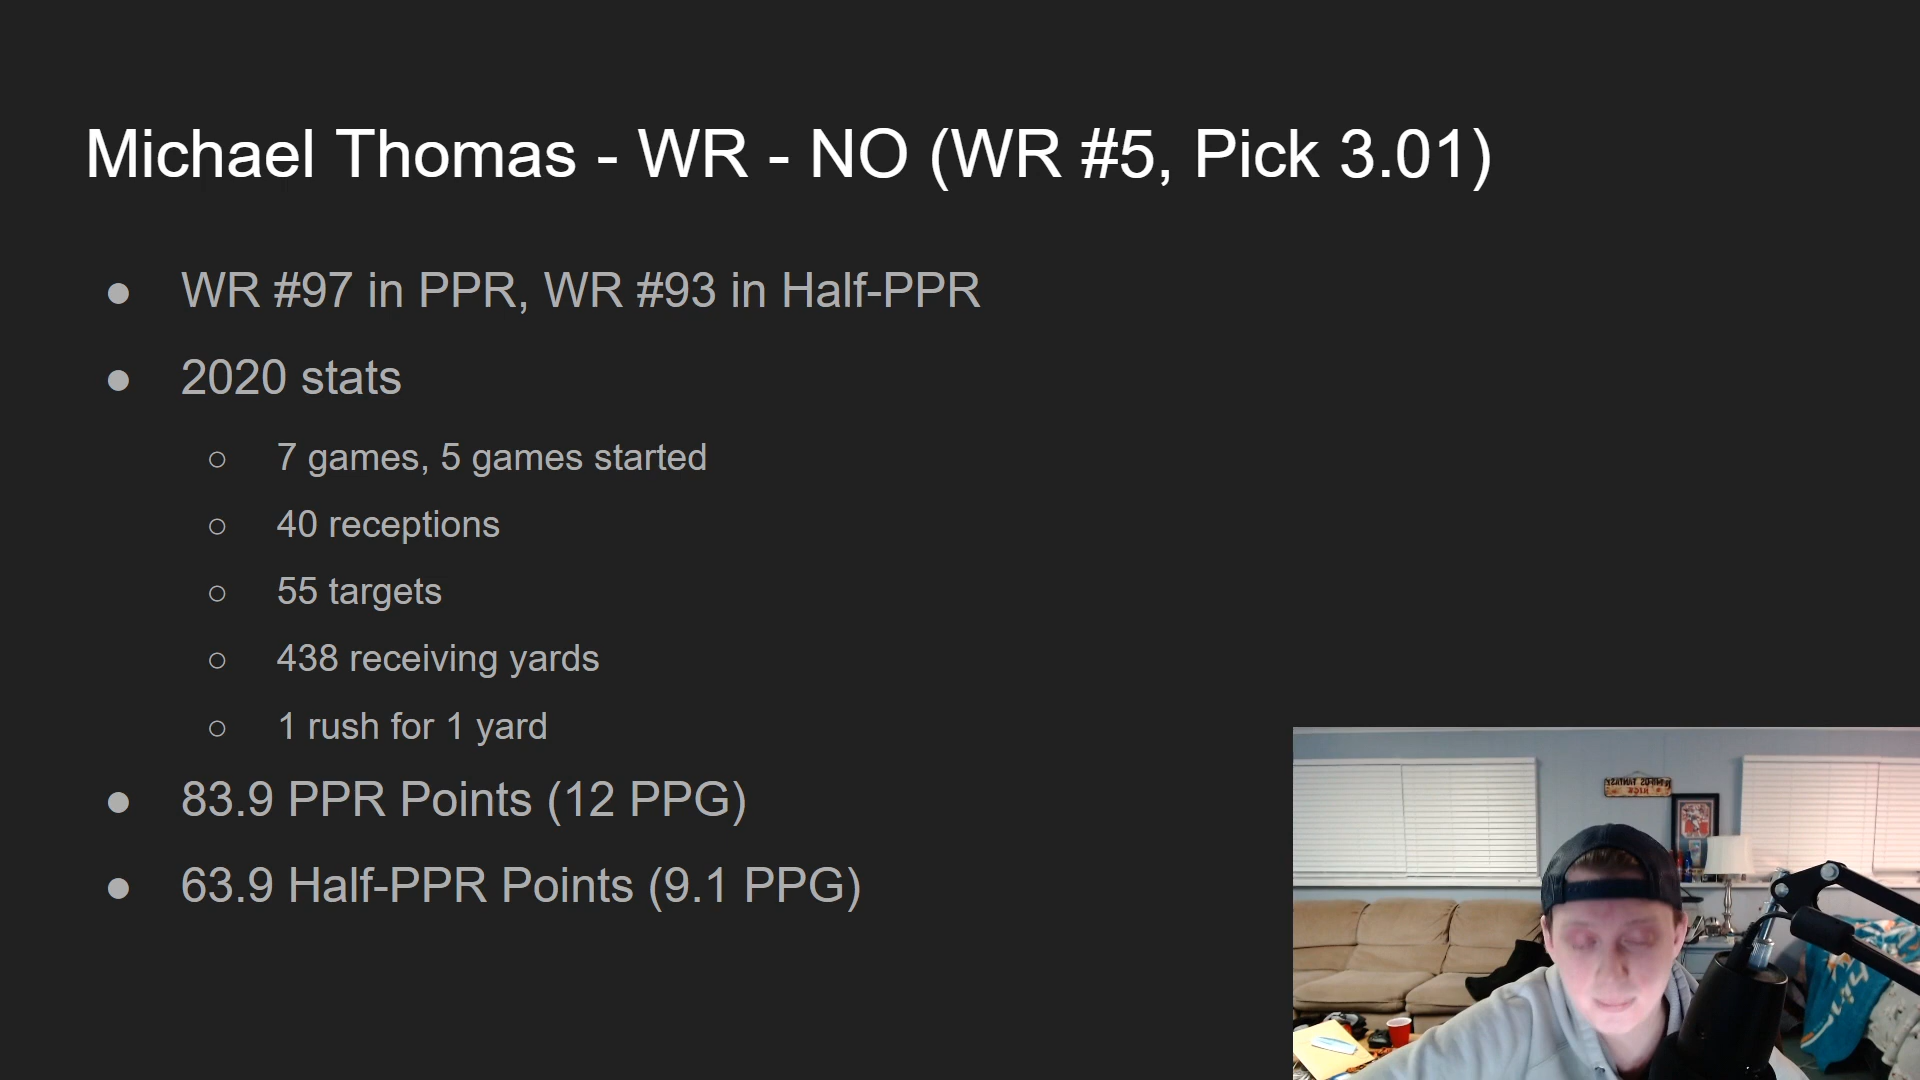 Michael Thomas - WR - NO (WR #5, Pick 3.01)
● WR #97 in PPR, WR #93 in Half-PPR
● 2020 stats
○ 7 games, 5 games started
○ 40 receptions
○ 55 targets
○ 438 receiving yards
○ 1 rush for 1 yard
● 83.9 PPR Points (12 PPG)
● 63.9 Half-PPR Points (9.1 PPG)